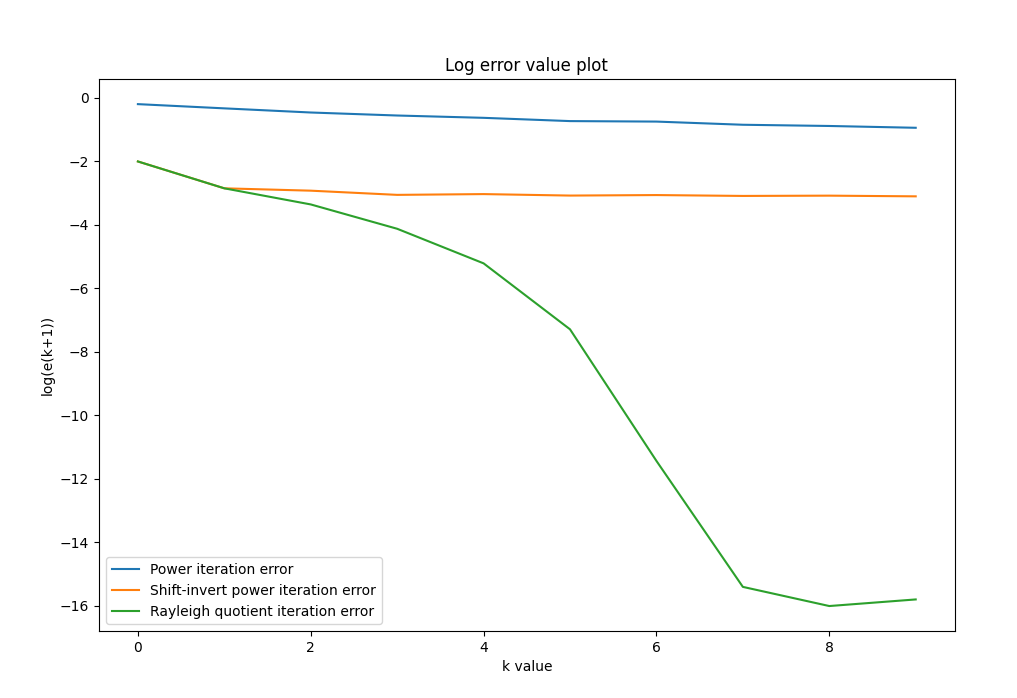 Log error value plot
0
−2
−4
−6
−8
−10
−12
−14
−16
log(e(k+1))
Power iteration error
Shift-invert power iteration error
Rayleigh quotient iteration error
0 2 4 6 8
k value